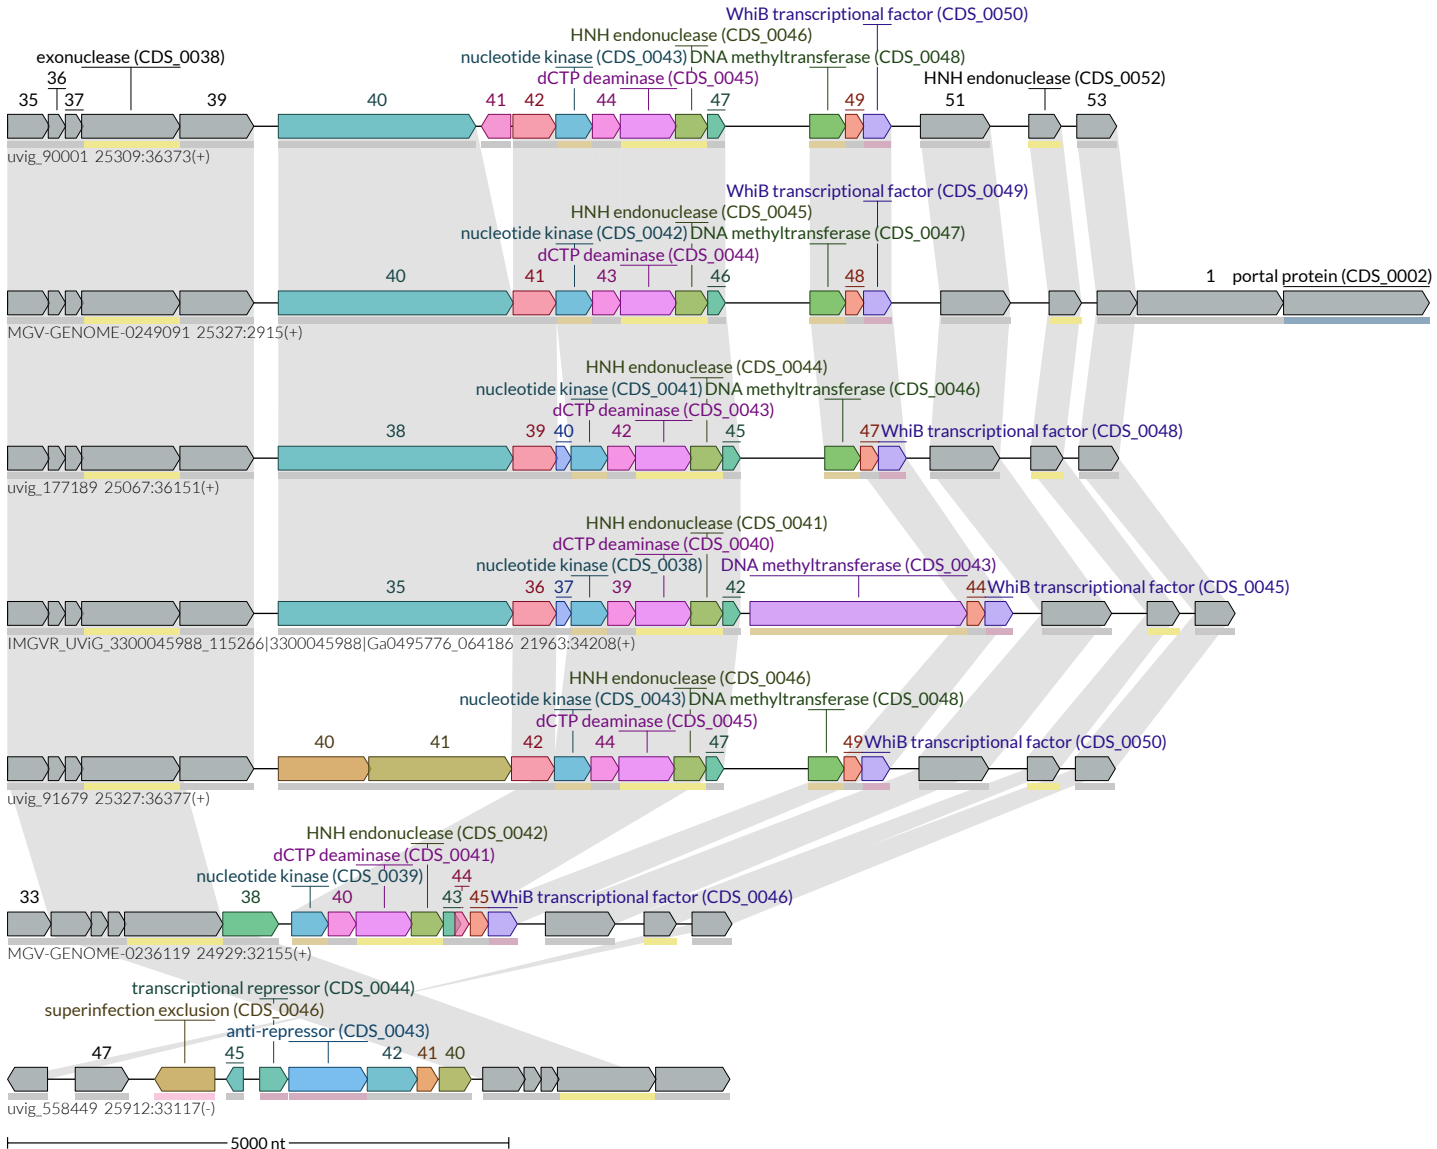 WhiB transcriptional factor (CDS_0050)
HNH endonuclease (CDS_0046)
exonuclease (CDS_0038) nucleotide kinase (CDS_0043) DNA methyltransferase (CDS_0048)
36 dCTP deaminase (CDS_0045) HNH endonuclease (CDS_0052)
35 37 39 40 41 42 44 47 49 51 53
uvig_90001 25309:36373(+)
WhiB transcriptional factor (CDS_0049)
HNH endonuclease (CDS_0045)
nucleotide kinase (CDS_0042) DNA methyltransferase (CDS_0047)
dCTP deaminase (CDS_0044)
40 41 43 46 48 1 portal protein (CDS_0002)
MGV-GENOME-0249091 25327:2915(+)
HNH endonuclease (CDS_0044)
nucleotide kinase (CDS_0041) DNA methyltransferase (CDS_0046)
dCTP deaminase (CDS_0043)
38 39 40 42 45 47 WhiB transcriptional factor (CDS_0048)
uvig_177189 25067:36151(+)
HNH endonuclease (CDS_0041)
dCTP deaminase (CDS_0040)
nucleotide kinase (CDS_0038) DNA methyltransferase (CDS_0043)
35 36 37 39 42 44 WhiB transcriptional factor (CDS_0045)
IMGVR_UViG_3300045988_115266|3300045988|Ga0495776_064186 21963:34208(+)
HNH endonuclease (CDS_0046)
nucleotide kinase (CDS_0043) DNA methyltransferase (CDS_0048)
dCTP deaminase (CDS_0045)
40 41 42 44 47 49 WhiB transcriptional factor (CDS_0050)
uvig_91679 25327:36377(+)
HNH endonuclease (CDS_0042)
dCTP deaminase (CDS_0041)
nucleotide kinase (CDS_0039) 44
33 38 40 43 45 WhiB transcriptional factor (CDS_0046)
MGV-GENOME-0236119 24929:32155(+)
transcriptional repressor (CDS_0044)
superinfection exclusion (CDS_0046)
anti-repressor (CDS_0043)
47 45 42 41 40
uvig_558449 25912:33117(-)
5000 nt